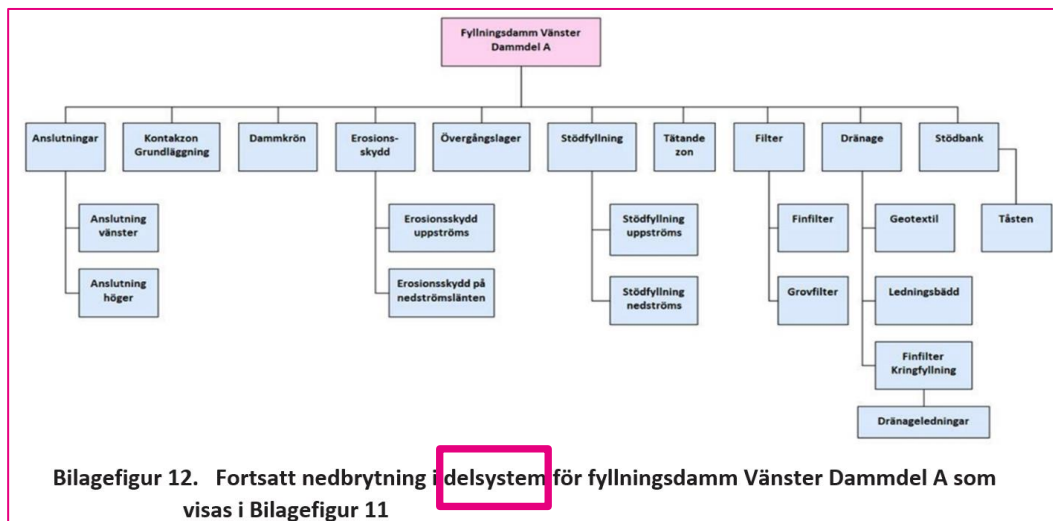 Fyllningsdamm Vänster
Dammdel A
Anslutningar
Kontakzon
Grundläggning
Dammkrön
Erosions-
skydd
Övergångslager
Stödfyllning
Tätande
zon
Filter
Dränage
Stödbank
Anslutning
vänster
Erosionsskydd
uppströms
Stödfyllning
uppströms
Finfilter
Geotextil
Tåsten
Anslutning
höger
Erosionsskydd på
nedströmslänten
Stödfyllning
nedströms
Grovfilter
Ledningsbädd
Finfilter
Kringfyllning
Dränageledningar
Bilagefigur 12. Fortsatt nedbrytning i delsystem för fyllningsdamm Vänster Dammdel A som
visas i Bilagefigur 11